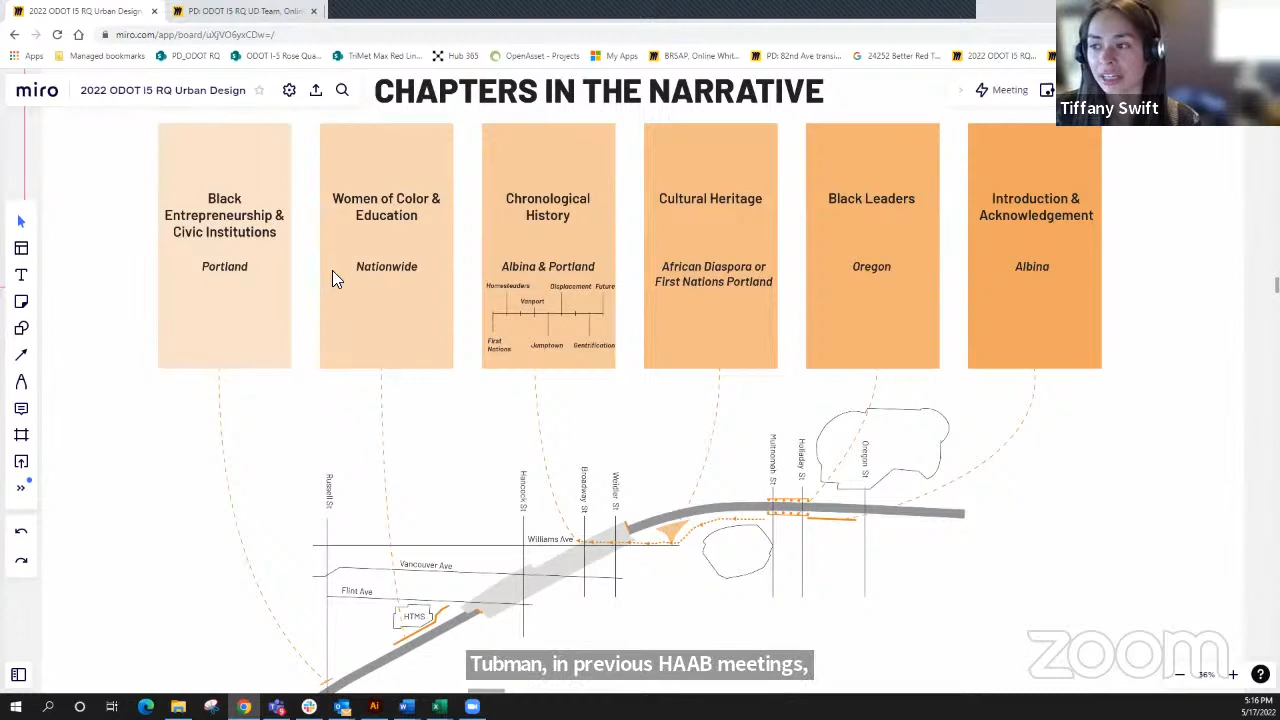 2022 ODOT I5 RQ Urban Design
PD: ODOT I5 RQ UD Team, Online
miro.com/app/board/uXjVO6yxCDw=/
Apps
Managed bookmarks
PD_ODOT RQ
ODOT I-5 Rose Qua...
TriMet Max Red Lin...
Hub 365
OpenAsset - Projects
My Apps
BRSAP, Online Whit...
PD: 82nd Ave transi...
24252 Better Red T...
2022 ODOT I5 RQ...
miro
2022 ODOT I5 RQ Urban Design
CHAPTERS IN THE NARRATIVE
Meeting
Tiffany Swift
Black
Entrepreneurship &
Civic Institutions
Portland
Women of Color &
Education
Nationwide
Chronological
History
Albina & Portland
Homesteaders
Displacement
Future
Vanport
First
Nations
Jumptown
Gentrification
Cultural Heritage
African Diaspora or
First Nations Portland
Black Leaders
Oregon
Introduction &
Acknowledgement
Albina
Russell St
Hancock St
Broadway St
Weidler St
Multnomah St
Holladay St
Oregon St
Williams Ave
Vancouver Ave
Flint Ave
HTMS
Tubman, in previous HAAB meetings,
zoom
36%
5:16 PM
5/17/2022